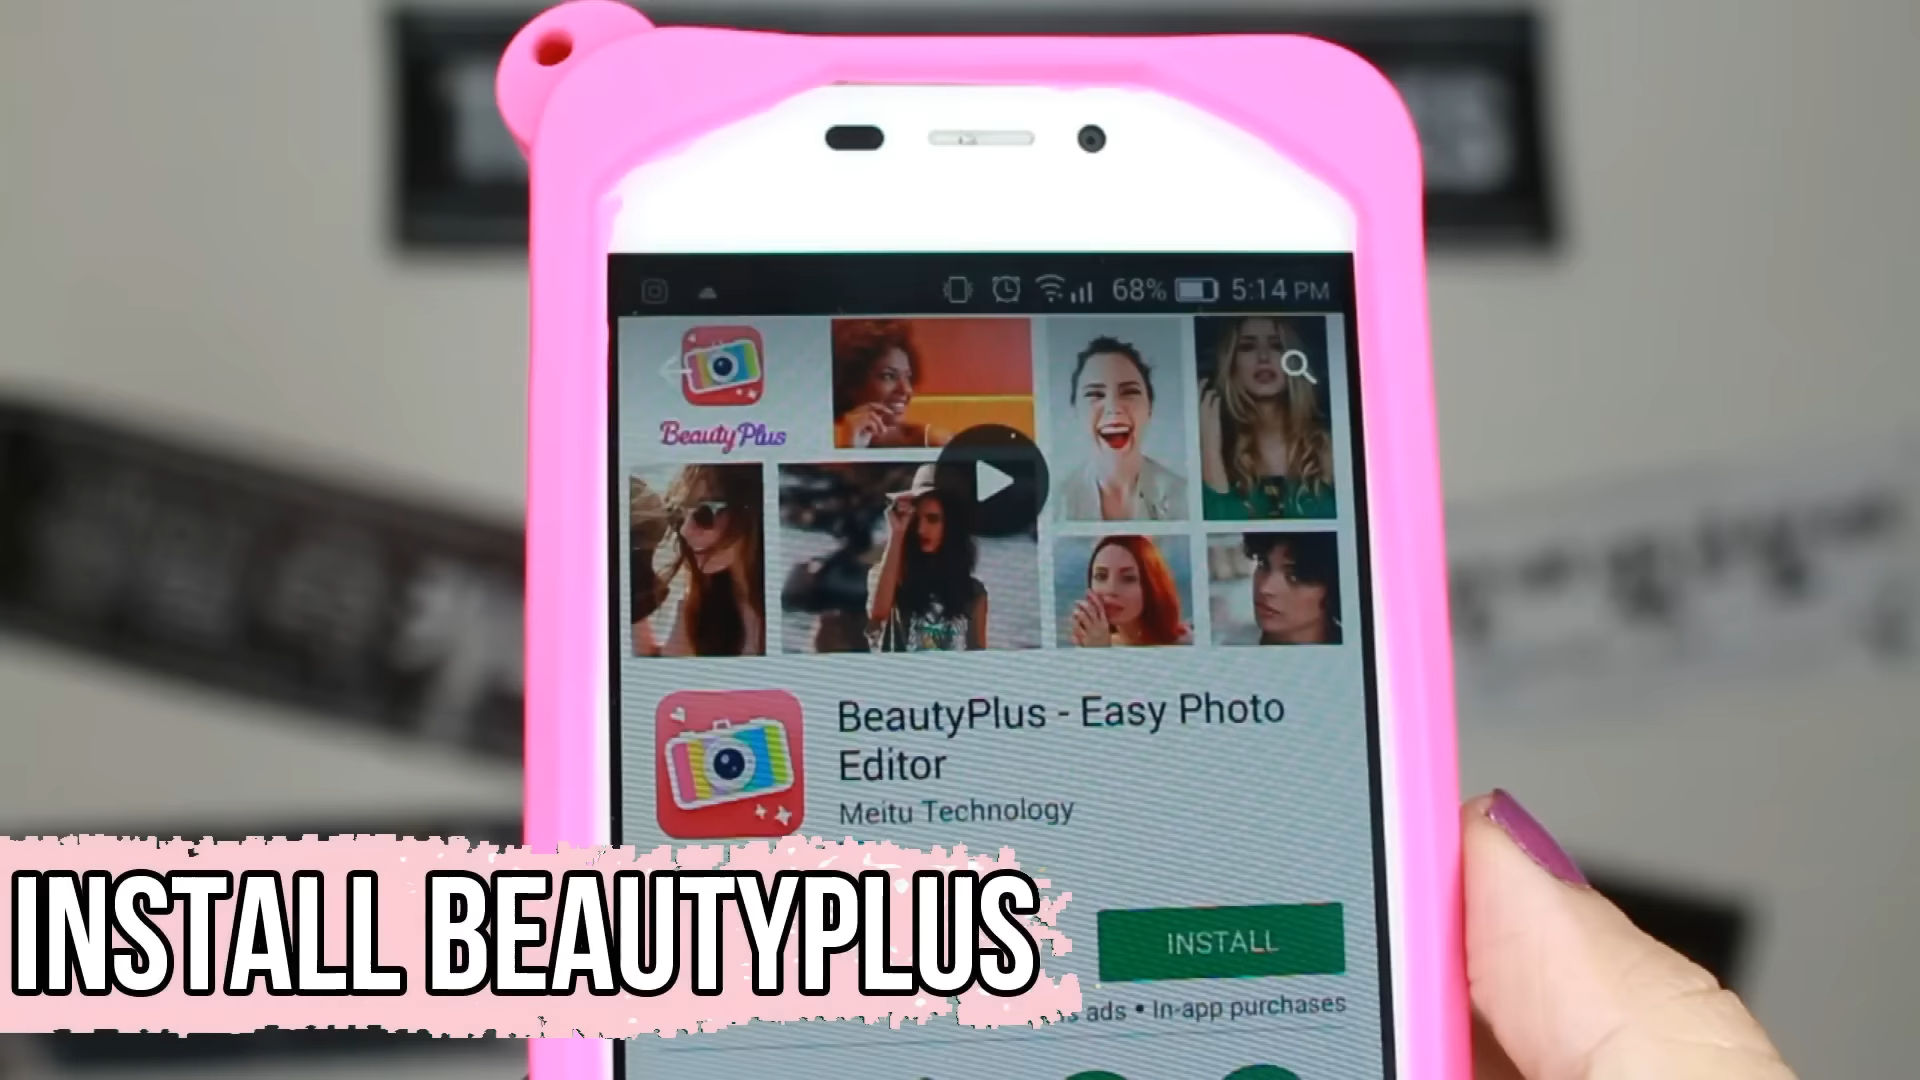 68% 5:14 PM
BeautyPlus
BeautyPlus - Easy Photo
Editor
Meitu Technology
INSTALL BEAUTYPLUS
INSTALL
ads • In-app purchases